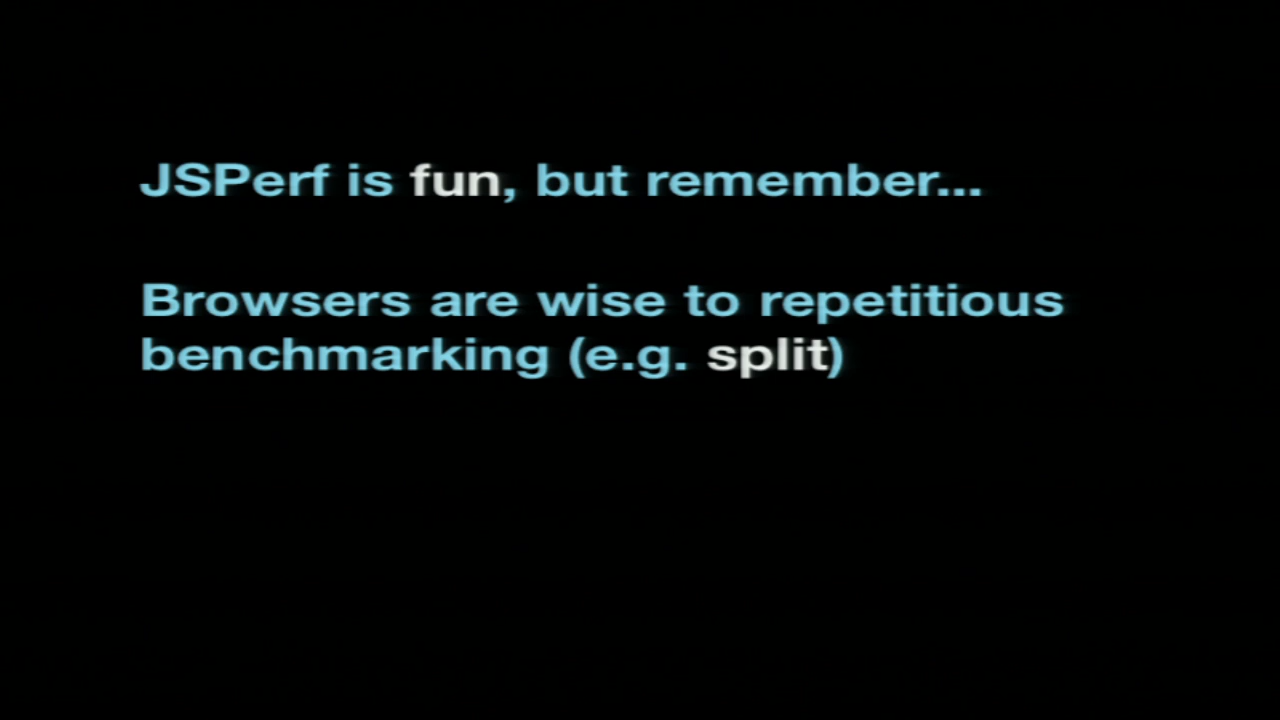 JSPerf is fun, but remember...
Browsers are wise to repetitious
benchmarking (e.g. split)